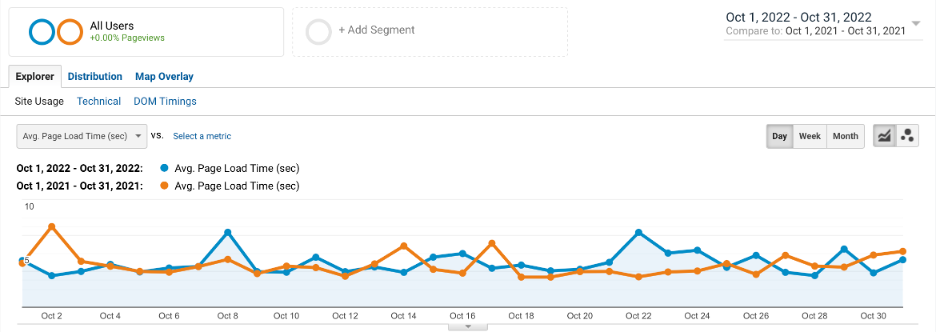 All Users
+0.00% Pageviews
+ Add Segment
Oct 1, 2022 - Oct 31, 2022
Compare to: Oct 1, 2021 - Oct 31, 2021
Explorer Distribution Map Overlay
Site Usage Technical DOM Timings
Avg. Page Load Time (sec) vs. Select a metric
Day Week Month
Oct 1, 2022 - Oct 31, 2022: Avg. Page Load Time (sec)
Oct 1, 2021 - Oct 31, 2021: Avg. Page Load Time (sec)
10
5
Oct 2 Oct 4 Oct 6 Oct 8 Oct 10 Oct 12 Oct 14 Oct 16 Oct 18 Oct 20 Oct 22 Oct 24 Oct 26 Oct 28 Oct 30